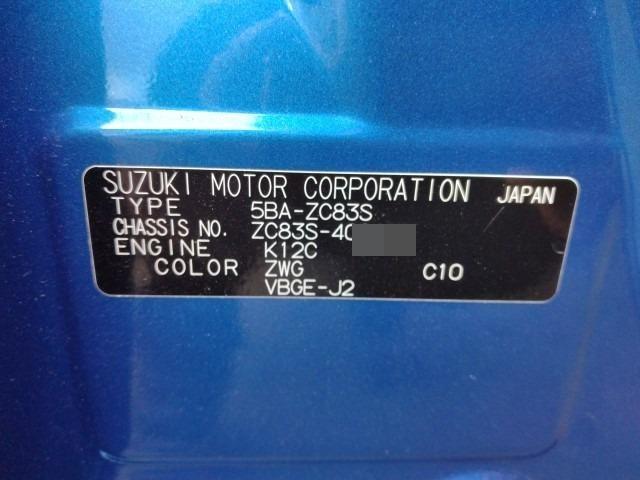 SUZUKI MOTOR CORPORATION JAPAN
TYPE 5BA-ZC83S
CHASSIS NO. ZC83S-40
ENGINE K12C
COLOR ZWG C10
VBGE-J2